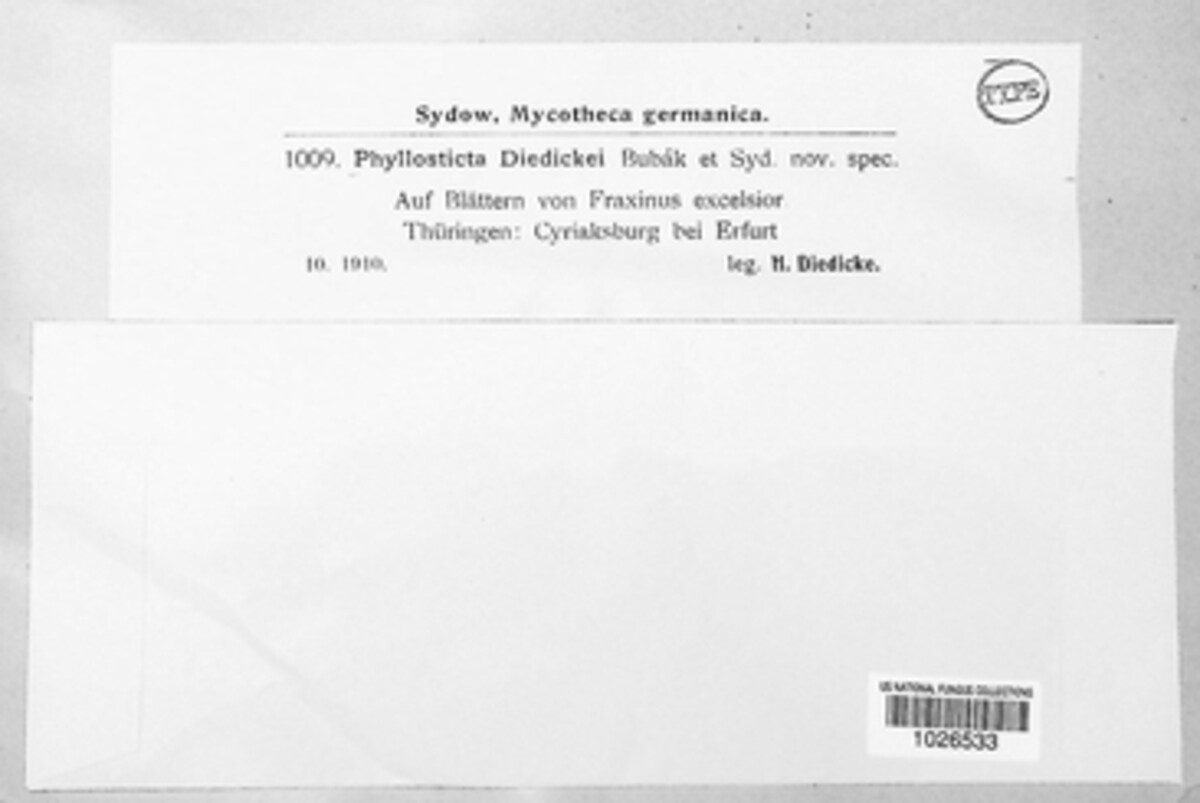 TYPE
Sydow, Mycotheca germanica.
1009. Phyllosticta Diedickei Bubák et Syd. nov. spec.
Auf Blättern von Fraxinus excelsior
Thüringen: Cyriaksburg bei Erfurt
10. 1910. leg. H. Diedicke.
US NATIONAL FUNGUS COLLECTIONS
1026533